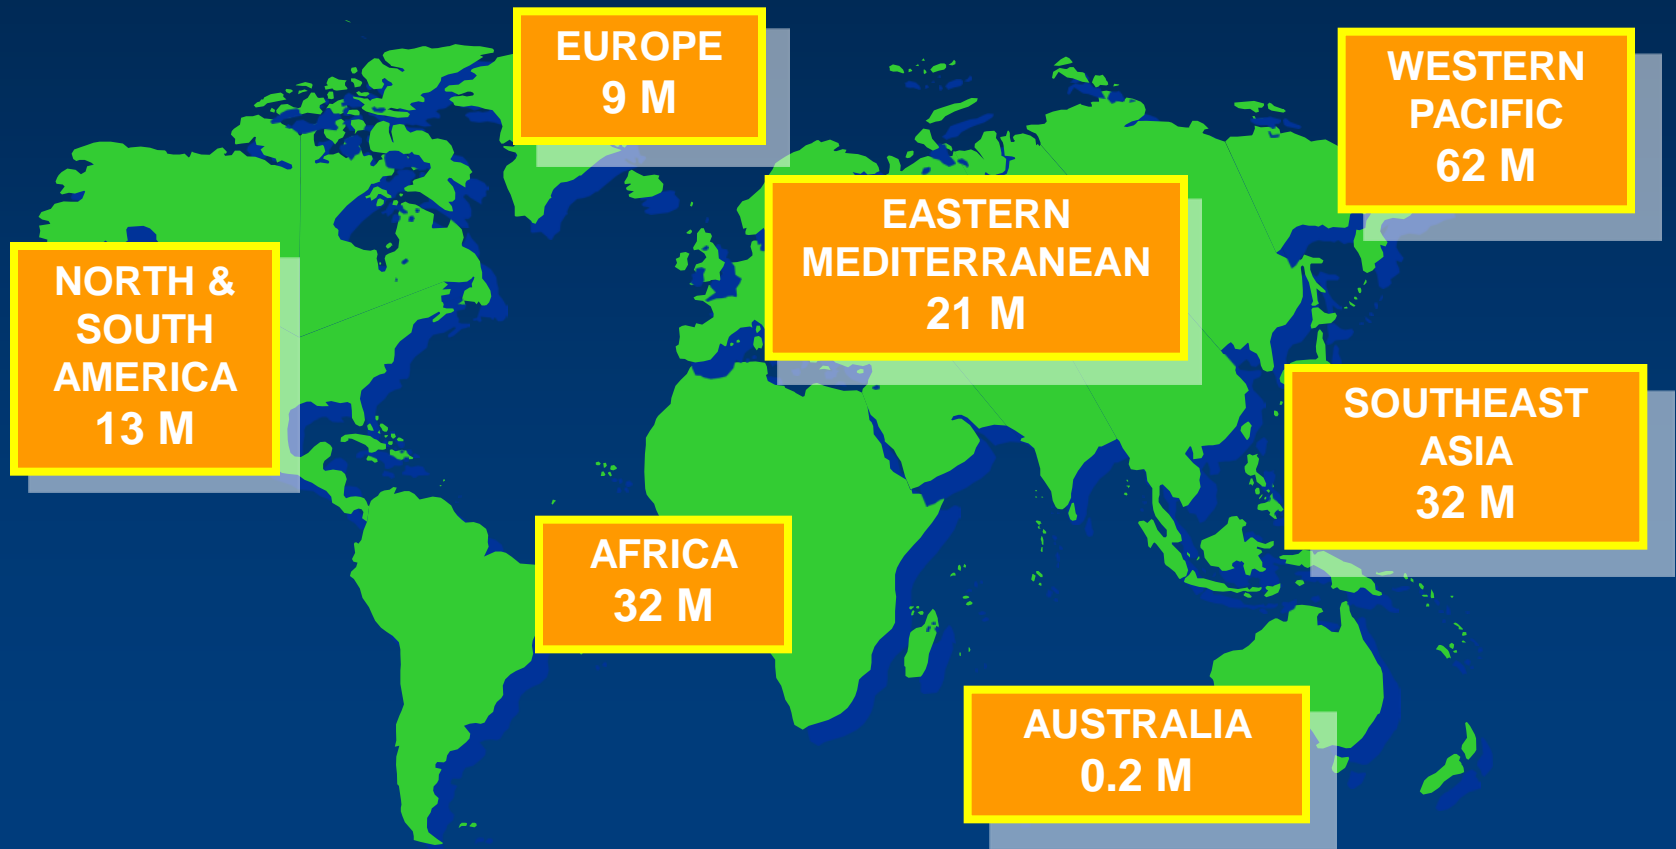 EUROPE
9 M
WESTERN
PACIFIC
62 M
EASTERN
MEDITERRANEAN
21 M
NORTH &
SOUTH
AMERICA
13 M
SOUTHEAST
ASIA
32 M
AFRICA
32 M
AUSTRALIA
0.2 M